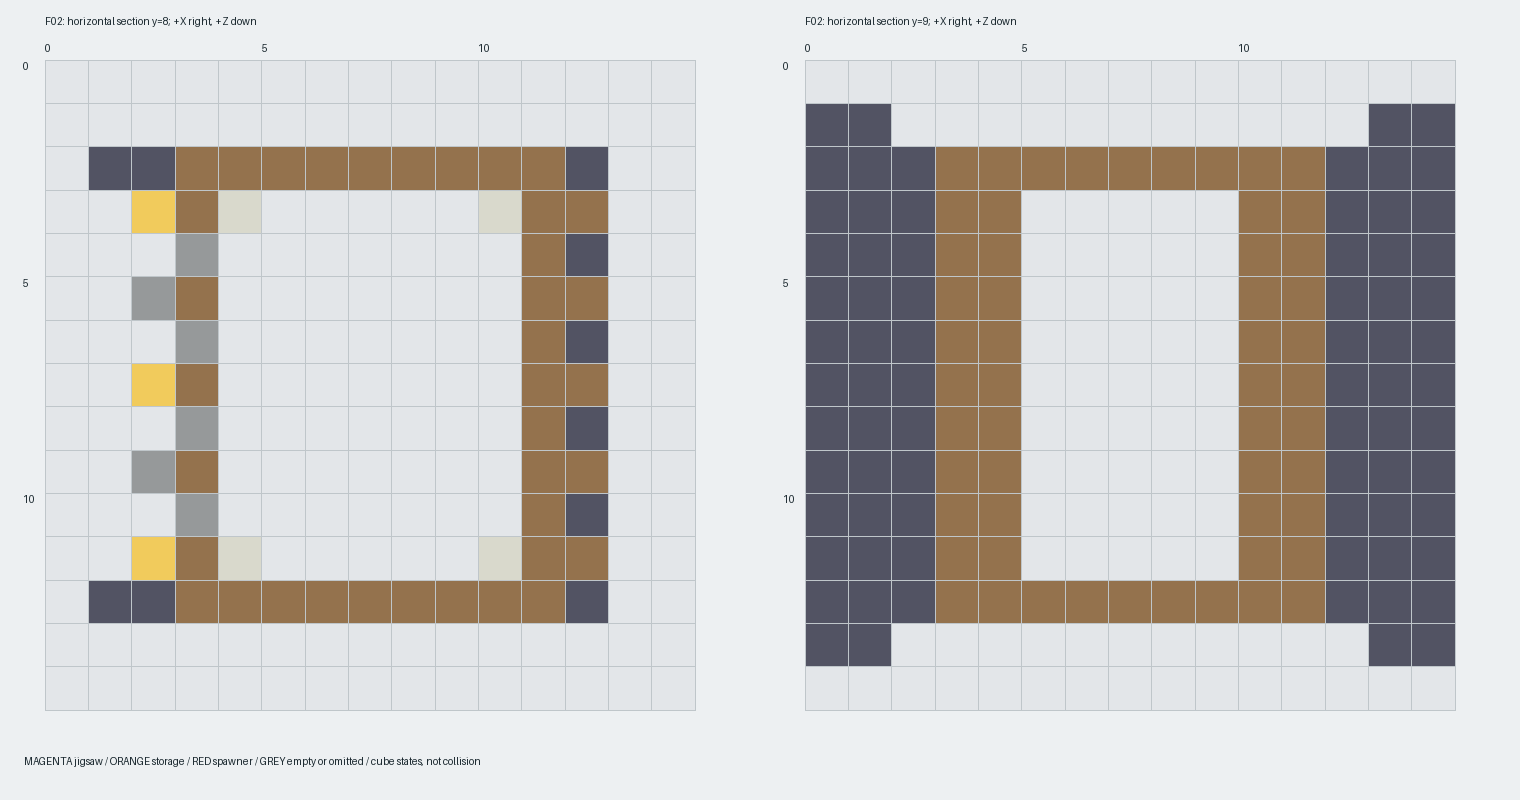 F02: horizontal section y=8; +X right, +Z down
F02: horizontal section y=9; +X right, +Z down
0 5 10
0 5 10
0 0
5 5
10 10
MAGENTA jigsaw / ORANGE storage / RED spawner / GREY empty or omitted / cube states, not collision